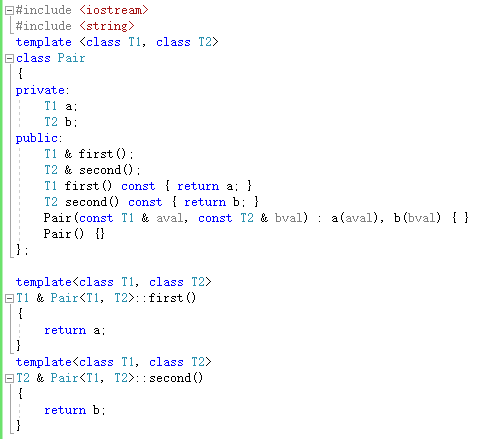 #include <iostream>
#include <string>
template <class T1, class T2>
class Pair
{
private:
    T1 a;
    T2 b;
public:
    T1 & first();
    T2 & second();
    T1 first() const { return a; }
    T2 second() const { return b; }
    Pair(const T1 & aval, const T2 & bval) : a(aval), b(bval) { }
    Pair() {}
};

template<class T1, class T2>
T1 & Pair<T1, T2>::first()
{
    return a;
}
template<class T1, class T2>
T2 & Pair<T1, T2>::second()
{
    return b;
}